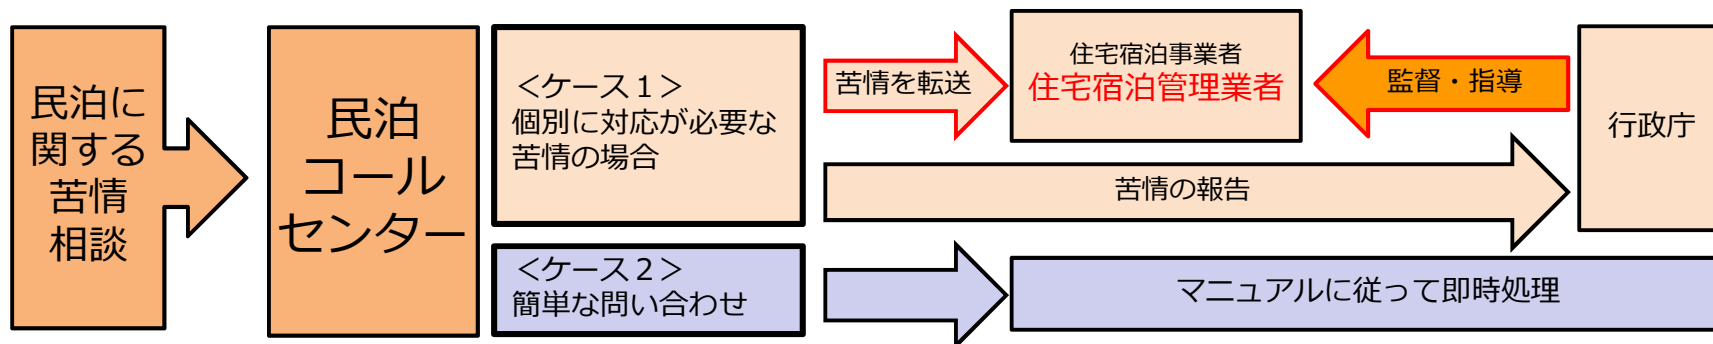 民泊に
関する
苦情
相談
民泊
コール
センター
＜ケース１＞
個別に対応が必要な
苦情の場合
＜ケース２＞
簡単な問い合わせ
苦情を転送
住宅宿泊事業者
住宅宿泊管理業者
監督・指導
行政庁
苦情の報告
マニュアルに従って即時処理